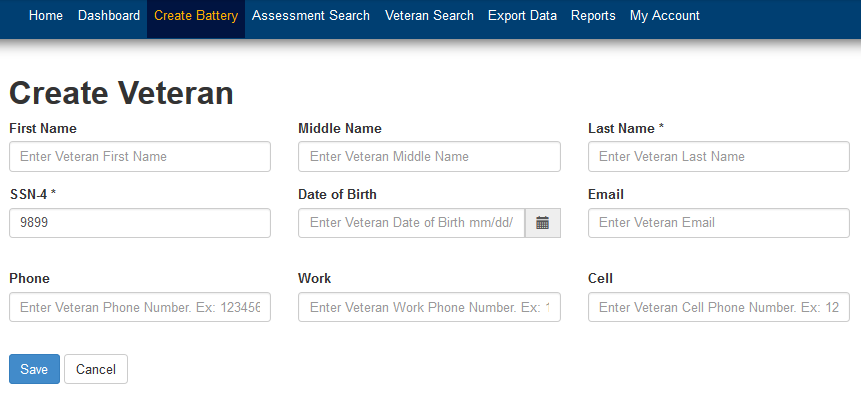 Home Dashboard Create Battery Assessment Search Veteran Search Export Data Reports My Account
Create Veteran
First Name Middle Name Last Name *
Enter Veteran First Name Enter Veteran Middle Name Enter Veteran Last Name
SSN-4 * Date of Birth Email
9899 Enter Veteran Date of Birth mm/dd/ Enter Veteran Email
Phone Work Cell
Enter Veteran Phone Number. Ex: 123456 Enter Veteran Work Phone Number. Ex: 1 Enter Veteran Cell Phone Number. Ex: 12
Save Cancel